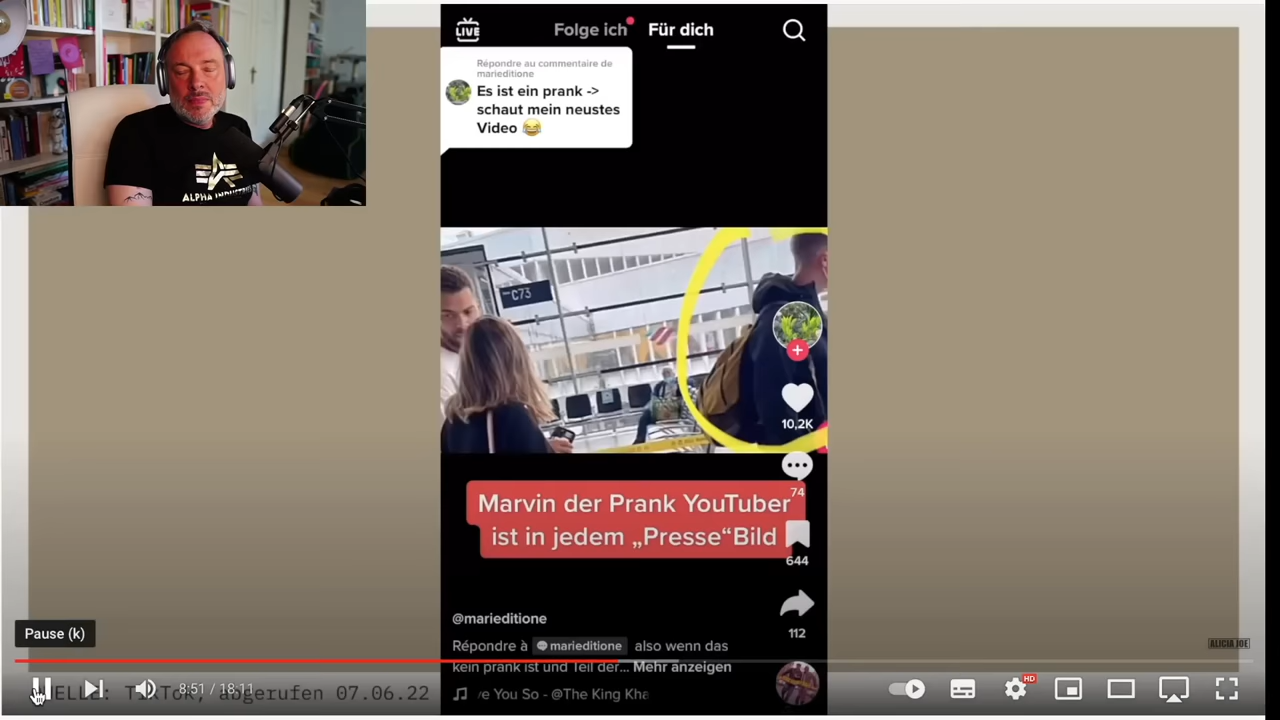 LIVE
Folge ich
Für dich
Répondre au commentaire de
marieditione
Es ist ein prank ->
schaut mein neustes
Video 😂
ALPHA INDUSTRIES
C73
10,2K
Marvin der Prank YouTuber
ist in jedem „Presse“Bild
74
644
112
@marieditione
Répondre à marieditione also wenn das
kein prank ist und Teil der... Mehr anzeigen
ve You So - @The King Kha
Pause (k)
ALICIA JOE
8:51 / 18:11
TikTok, abgerufen 07.06.22
HD